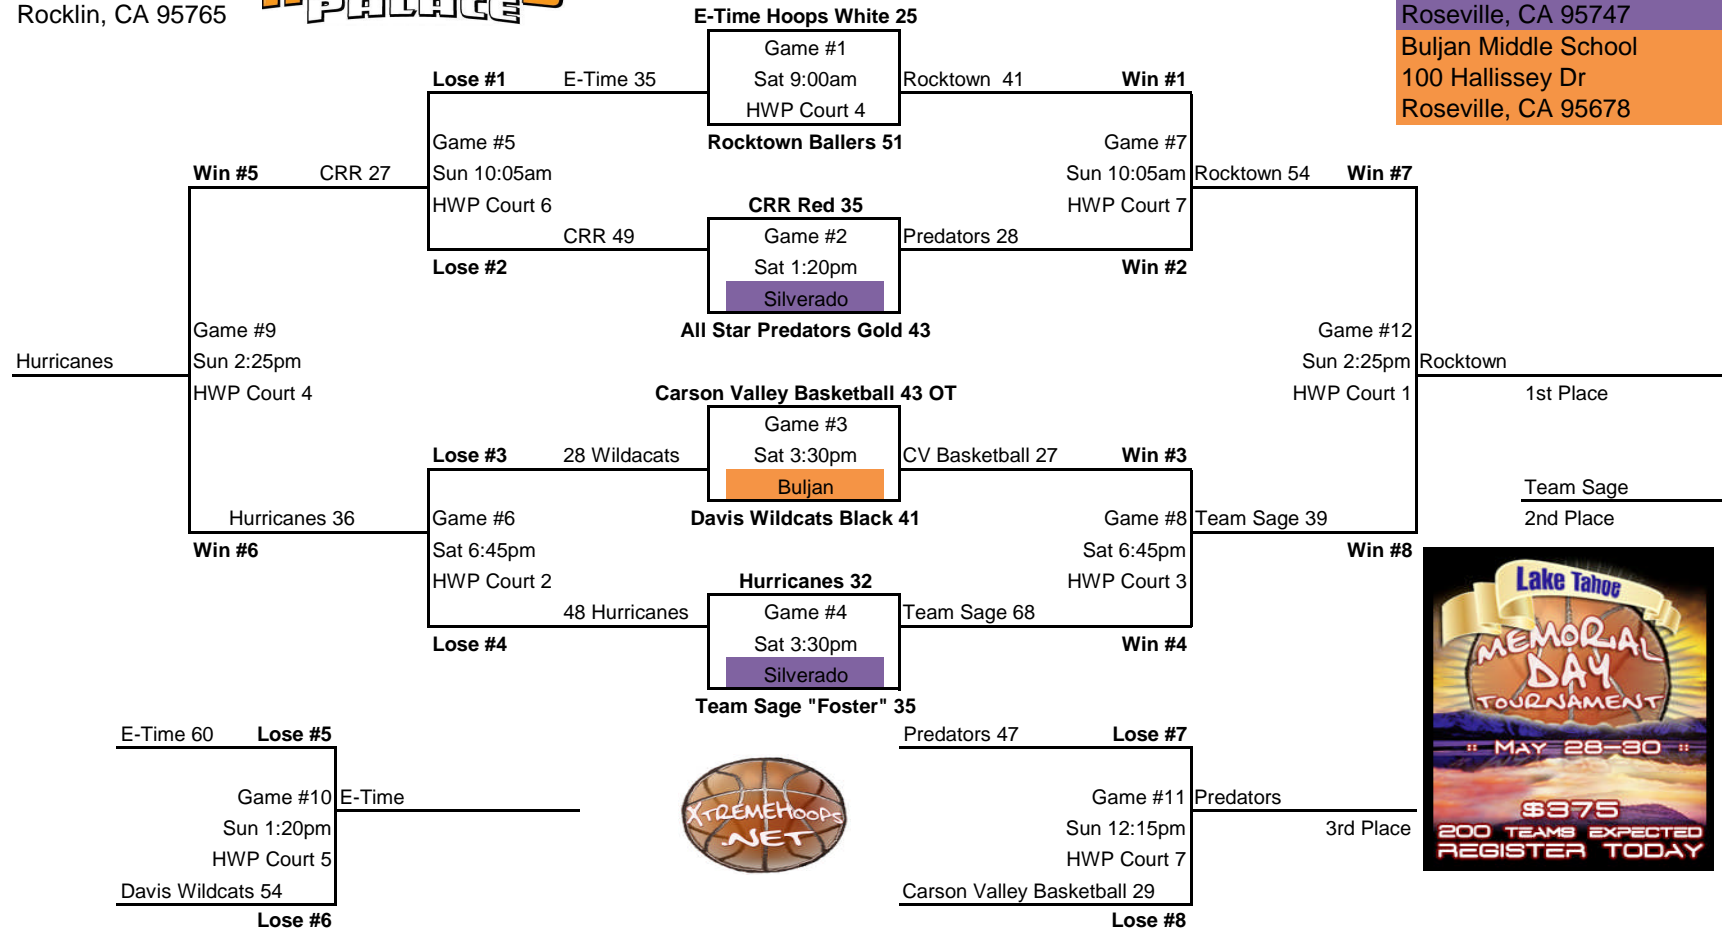 Rocklin, CA 95765
PALACE
Roseville, CA 95747
Buljan Middle School
100 Hallissey Dr
Roseville, CA 95678
E-Time Hoops White 25
Game #1
Sat 9:00am
HWP Court 4
Rocktown Ballers 51
Lose #1
E-Time 35
Rocktown 41
Win #1
Game #5
Sun 10:05am
HWP Court 6
Game #7
Sun 10:05am
HWP Court 7
Win #5
CRR 27
Rocktown 54
Win #7
CRR Red 35
Game #2
Sat 1:20pm
Silverado
All Star Predators Gold 43
CRR 49
Lose #2
Predators 28
Win #2
Game #9
Sun 2:25pm
HWP Court 4
Hurricanes
Game #12
Sun 2:25pm
HWP Court 1
Rocktown
1st Place
Carson Valley Basketball 43 OT
Game #3
Sat 3:30pm
Buljan
Davis Wildcats Black 41
Lose #3
28 Wildacats
CV Basketball 27
Win #3
Team Sage
2nd Place
Hurricanes 36
Win #6
Game #6
Sat 6:45pm
HWP Court 2
Game #8
Sat 6:45pm
HWP Court 3
Team Sage 39
Win #8
Hurricanes 32
Game #4
Sat 3:30pm
Silverado
Team Sage "Foster" 35
48 Hurricanes
Lose #4
Team Sage 68
Win #4
Lake Tahoe
MEMORIAL
DAY
TOURNAMENT
:: MAY 28-30 ::
$375
200 TEAMS EXPECTED
REGISTER TODAY
E-Time 60
Lose #5
Game #10
Sun 1:20pm
HWP Court 5
E-Time
Davis Wildcats 54
Lose #6
XTREMEHOOPS
.NET
Predators 47
Lose #7
Game #11
Sun 12:15pm
HWP Court 7
Predators
3rd Place
Carson Valley Basketball 29
Lose #8